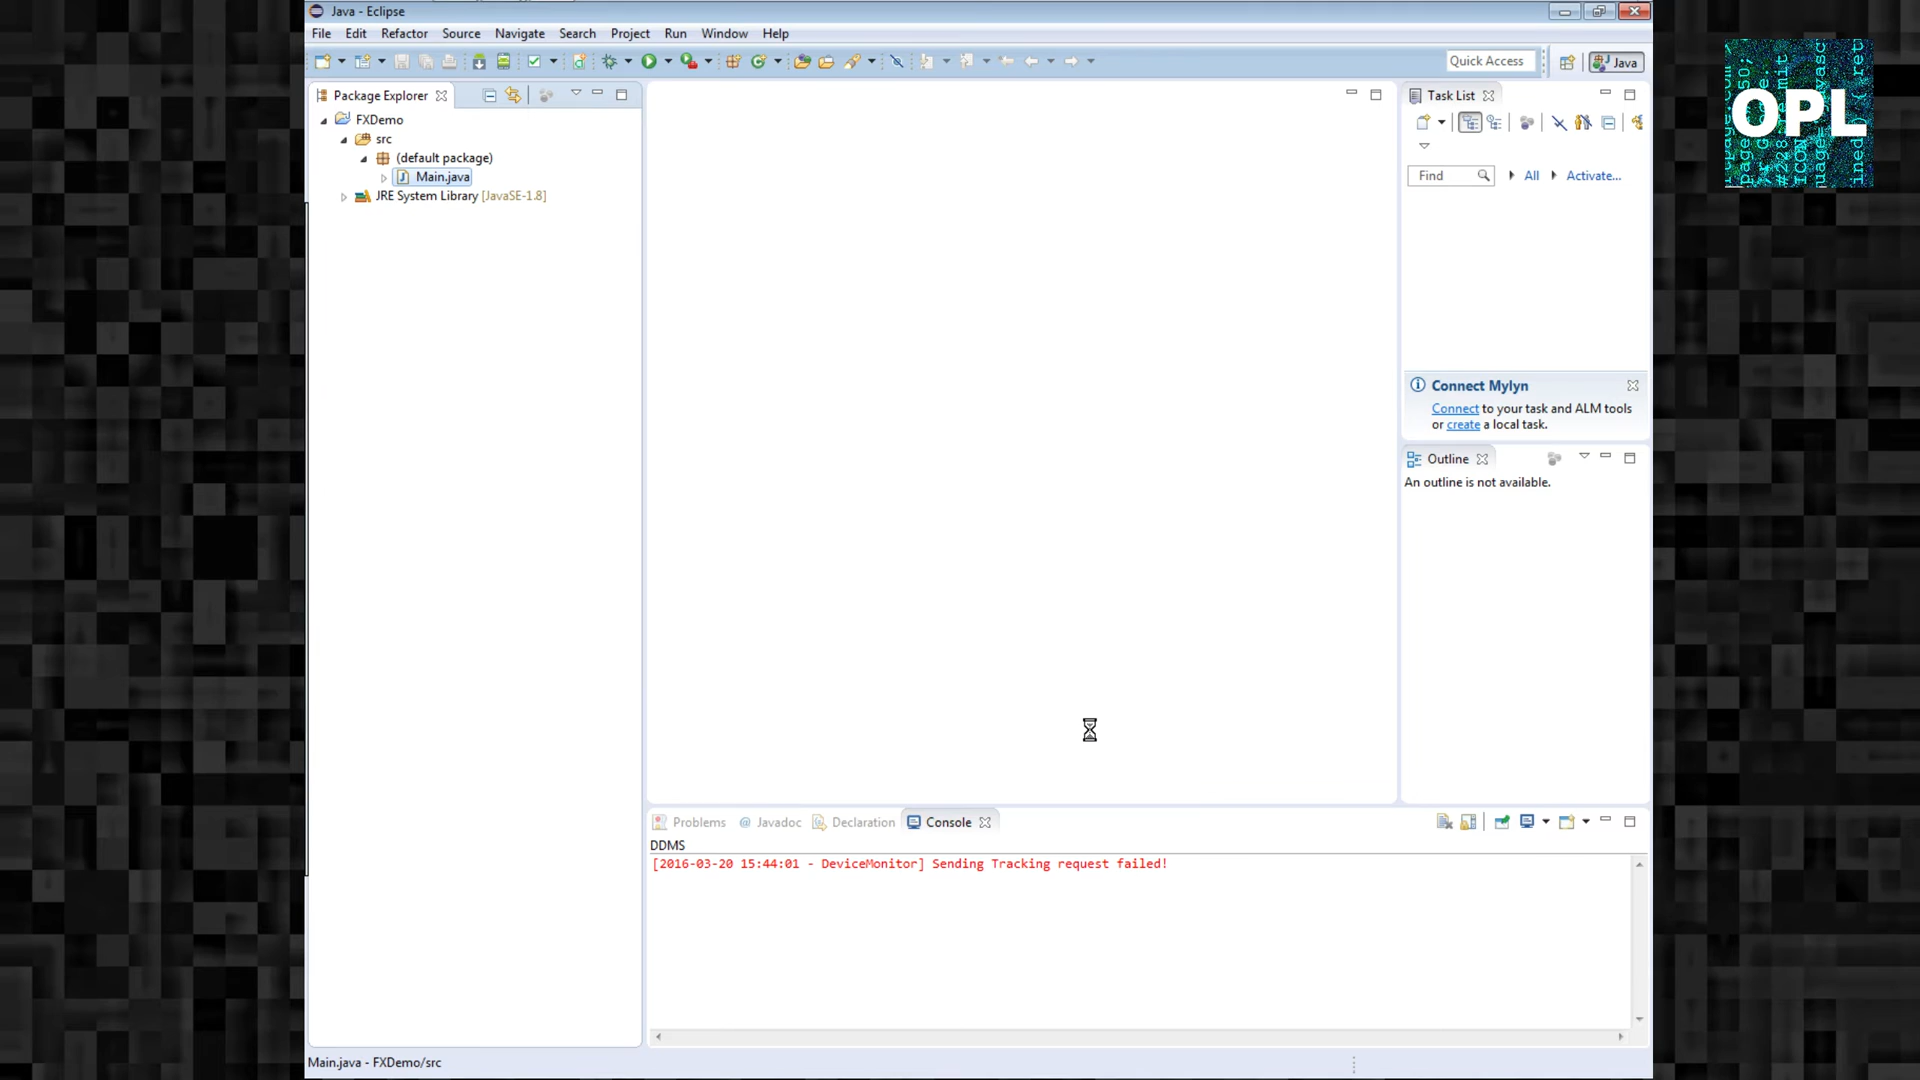 Java - Eclipse
File Edit Refactor Source Navigate Search Project Run Window Help
Quick Access
Java
Package Explorer
FXDemo
src
(default package)
Main.java
JRE System Library [JavaSE-1.8]
Task List
Find
All
Activate...
Connect Mylyn
Connect to your task and ALM tools
or create a local task.
Outline
An outline is not available.
Problems
@ Javadoc
Declaration
Console
DDMS
[2016-03-20 15:44:01 - DeviceMonitor] Sending Tracking request failed!
Main.java - FXDemo/src
OPL